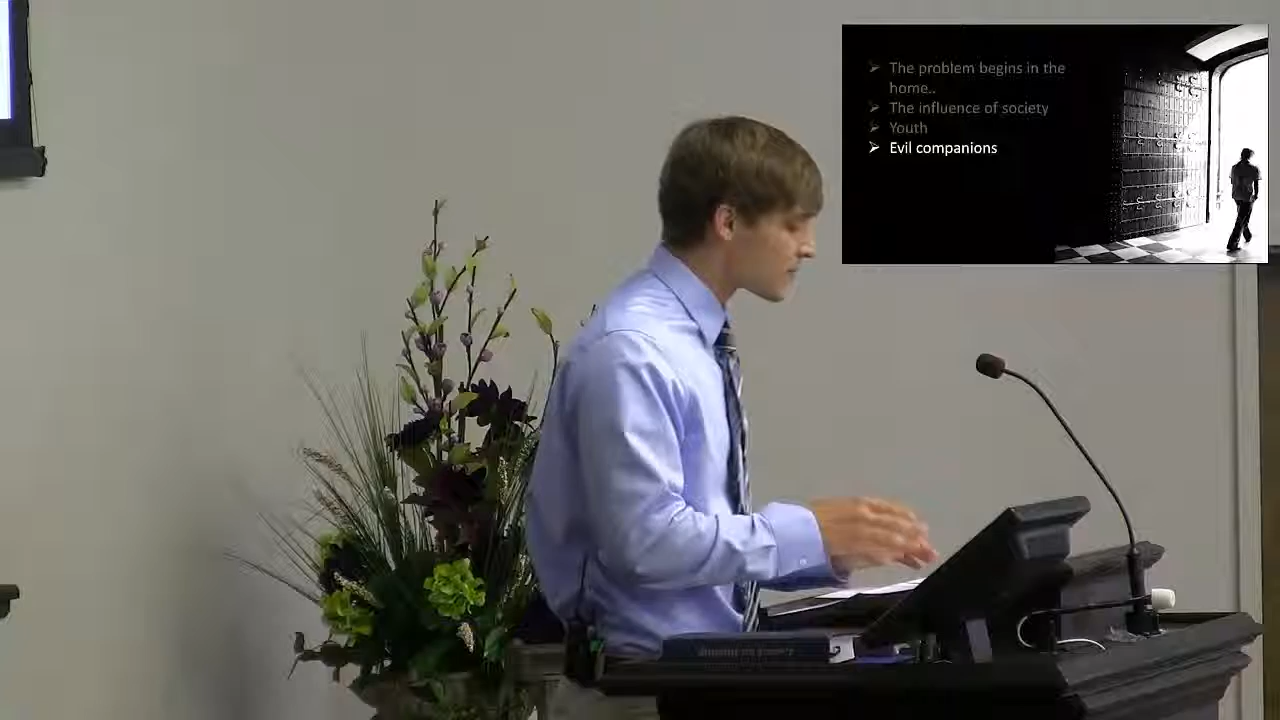 The problem begins in the
home..
The influence of society
Youth
Evil companions